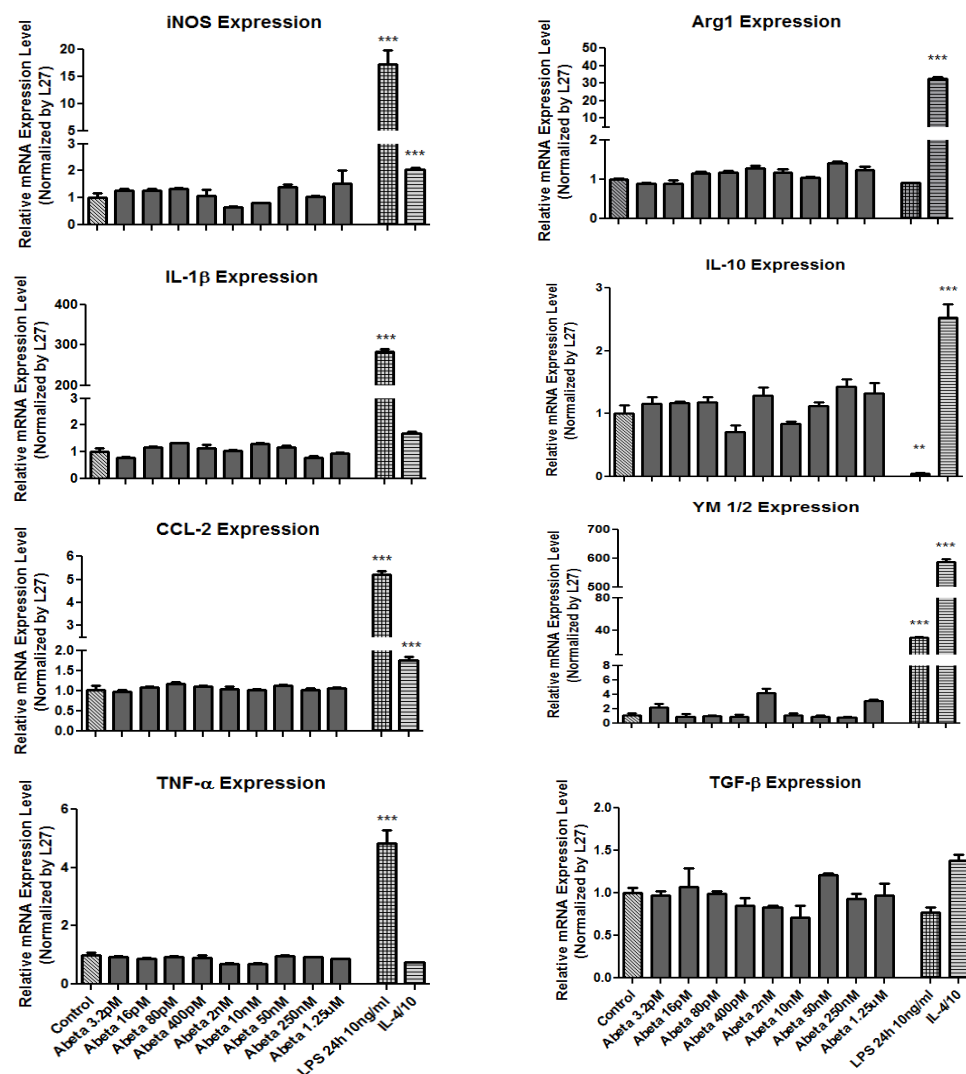 iNOS Expression
Relative mRNA Expression Level
(Normalized by L27)
20
15
10
5
3
2
1
0
***
***
Arg1 Expression
Relative mRNA Expression Level
(Normalized by L27)
50
40
30
20
10
2
1
0
***
IL-1β Expression
Relative mRNA Expression Level
(Normalized by L27)
400
300
200
3
2
1
0
***
IL-10 Expression
Relative mRNA Expression Level
(Normalized by L27)
3
2
1
0
**
***
CCL-2 Expression
Relative mRNA Expression Level
(Normalized by L27)
6
5
4
3
2.0
1.5
1.0
0.5
0.0
***
***
YM 1/2 Expression
Relative mRNA Expression Level
(Normalized by L27)
700
600
500
80
40
8
6
4
2
0
***
***
TNF-α Expression
Relative mRNA Expression Level
(Normalized by L27)
6
4
2
0
***
Control
Abeta 3.2pM
Abeta 16pM
Abeta 80pM
Abeta 400pM
Abeta 2nM
Abeta 10nM
Abeta 50nM
Abeta 250nM
Abeta 1.25uM
LPS 24h 10ng/ml
IL-4/10
TGF-β Expression
Relative mRNA Expression Level
(Normalized by L27)
2.0
1.5
1.0
0.5
0.0
Control
Abeta 3.2pM
Abeta 16pM
Abeta 80pM
Abeta 400pM
Abeta 2nM
Abeta 10nM
Abeta 50nM
Abeta 250nM
Abeta 1.25uM
LPS 24h 10ng/ml
IL-4/10